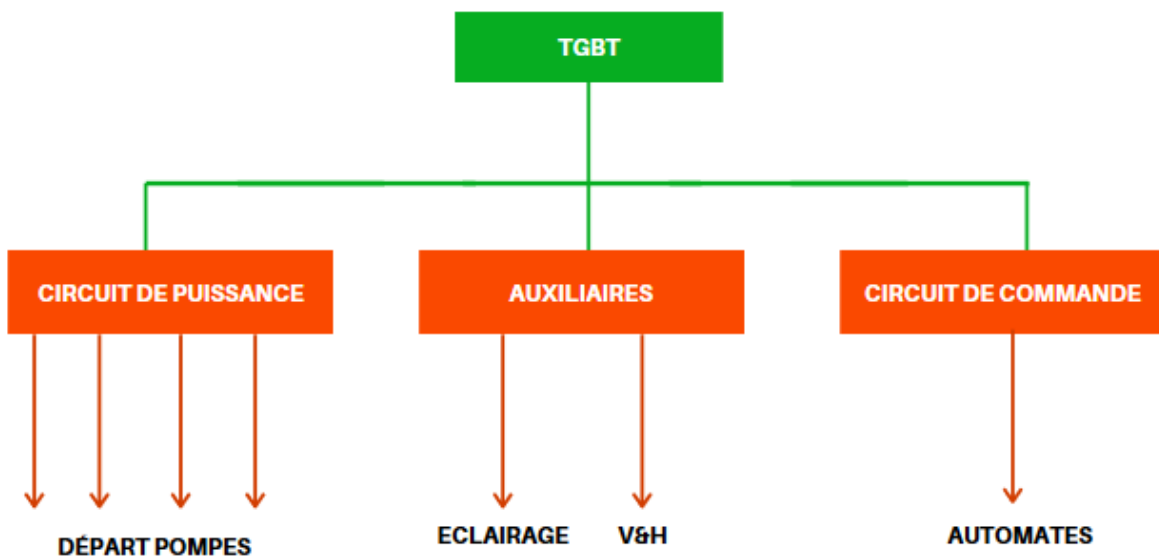 TGBT
CIRCUIT DE PUISSANCE
AUXILIAIRES
CIRCUIT DE COMMANDE
DÉPART POMPES
ECLAIRAGE
V&H
AUTOMATES